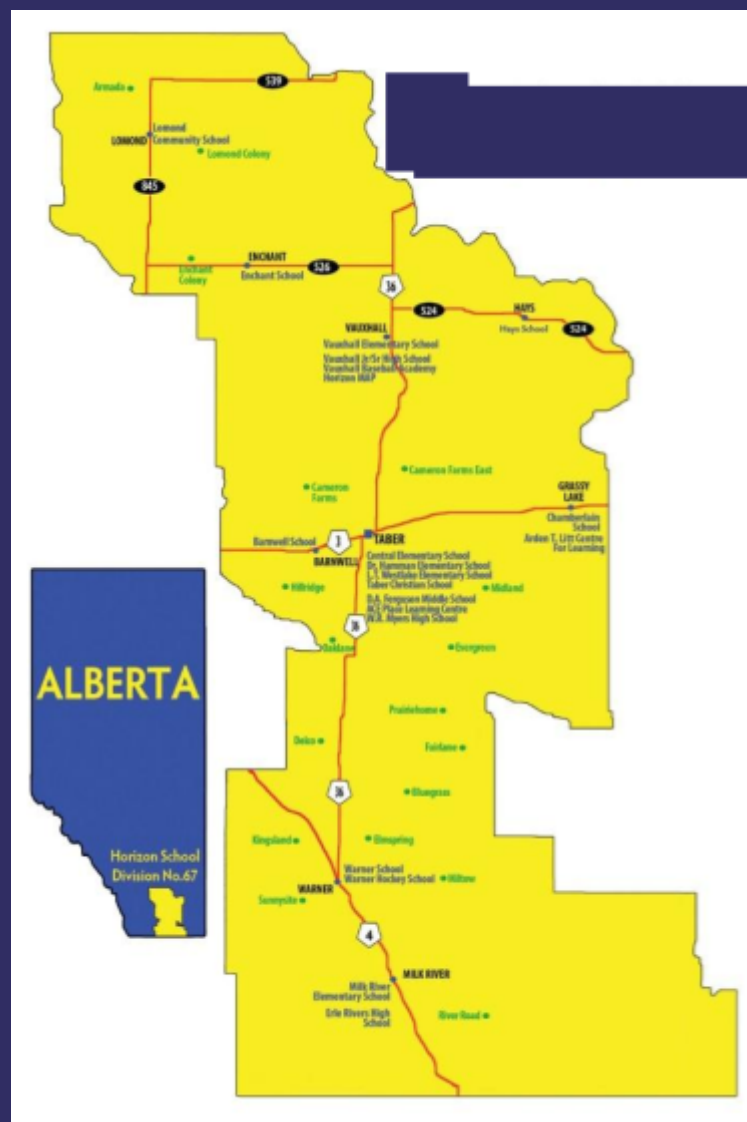 539
Armada
Lomond
Community School
LOMOND
Lomond Colony
845
ENCHANT
Enchant School
526
Enchant
Colony
36
524
HAYS
Hays School
524
VAUXHALL
Vauxhall Elementary School
Vauxhall Jr/Sr High School
Vauxhall Baseball Academy
Horizon MAP
Cameron Farms East
Cameron
Farms
GRASSY
LAKE
Chamberlain
School
Arden T. Litt Centre
For Learning
3
TABER
Barnwell School
BARNWELL
Central Elementary School
Dr. Hamman Elementary School
L.T. Westlake Elementary School
Taber Christian School
D.A. Ferguson Middle School
ACE Place Learning Centre
W.R. Myers High School
Hillridge
Midland
36
Oaklane
Evergreen
ALBERTA
Prairiehome
Delco
Fairlane
36
Bluegrass
Kingsland
Elmspring
Horizon School
Division No.67
Warner School
Warner Hockey School
WARNER
Miltow
Sunnysite
4
MILK RIVER
Milk River
Elementary School
Erle Rivers High
School
River Road